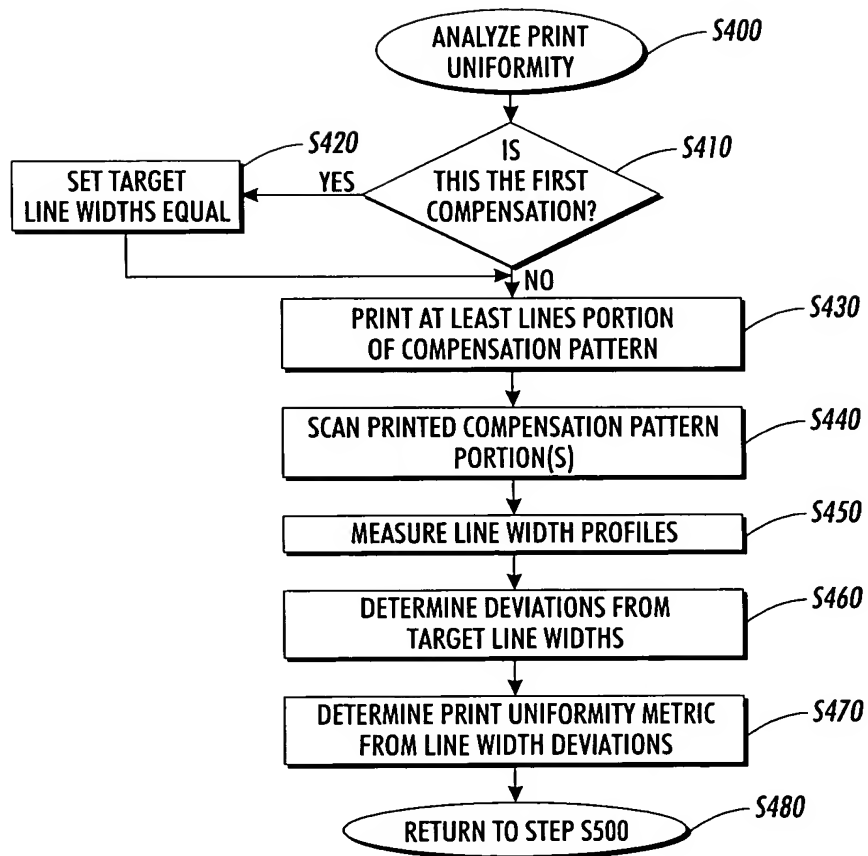 ANALYZE PRINT
UNIFORMITY
S400
IS
THIS THE FIRST
COMPENSATION?
S410
YES
S420
SET TARGET
LINE WIDTHS EQUAL
NO
PRINT AT LEAST LINES PORTION
OF COMPENSATION PATTERN
S430
SCAN PRINTED COMPENSATION PATTERN
PORTION(S)
S440
MEASURE LINE WIDTH PROFILES
S450
DETERMINE DEVIATIONS FROM
TARGET LINE WIDTHS
S460
DETERMINE PRINT UNIFORMITY METRIC
FROM LINE WIDTH DEVIATIONS
S470
RETURN TO STEP S500
S480